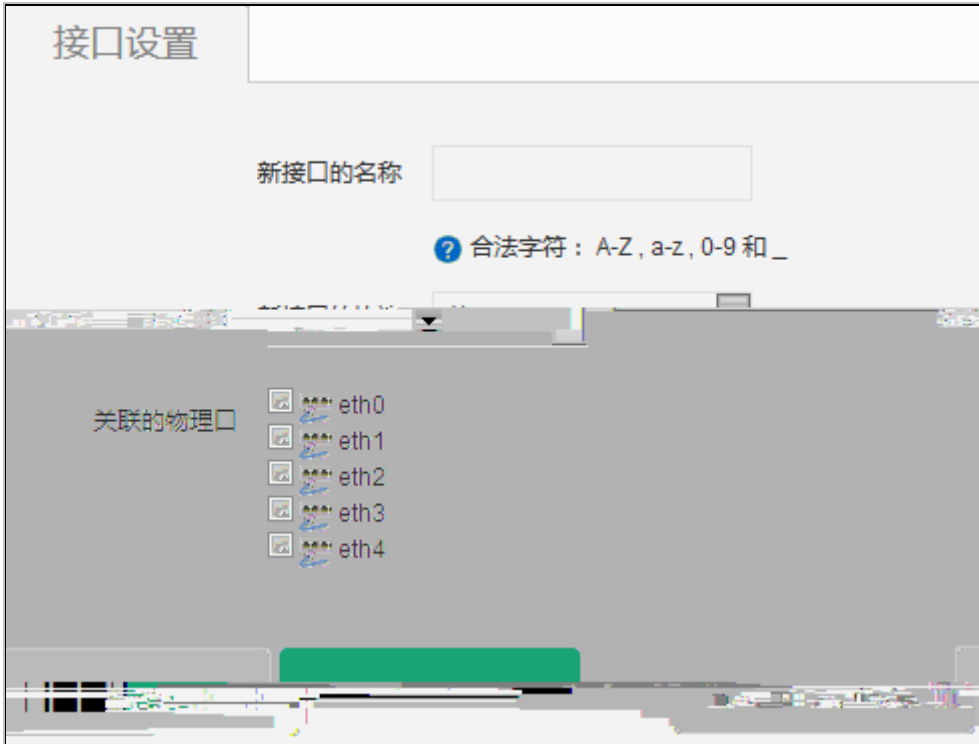 接口设置
新接口的名称
合法字符：A-Z , a-z , 0-9 和 _
关联的物理口
eth0
eth1
eth2
eth3
eth4